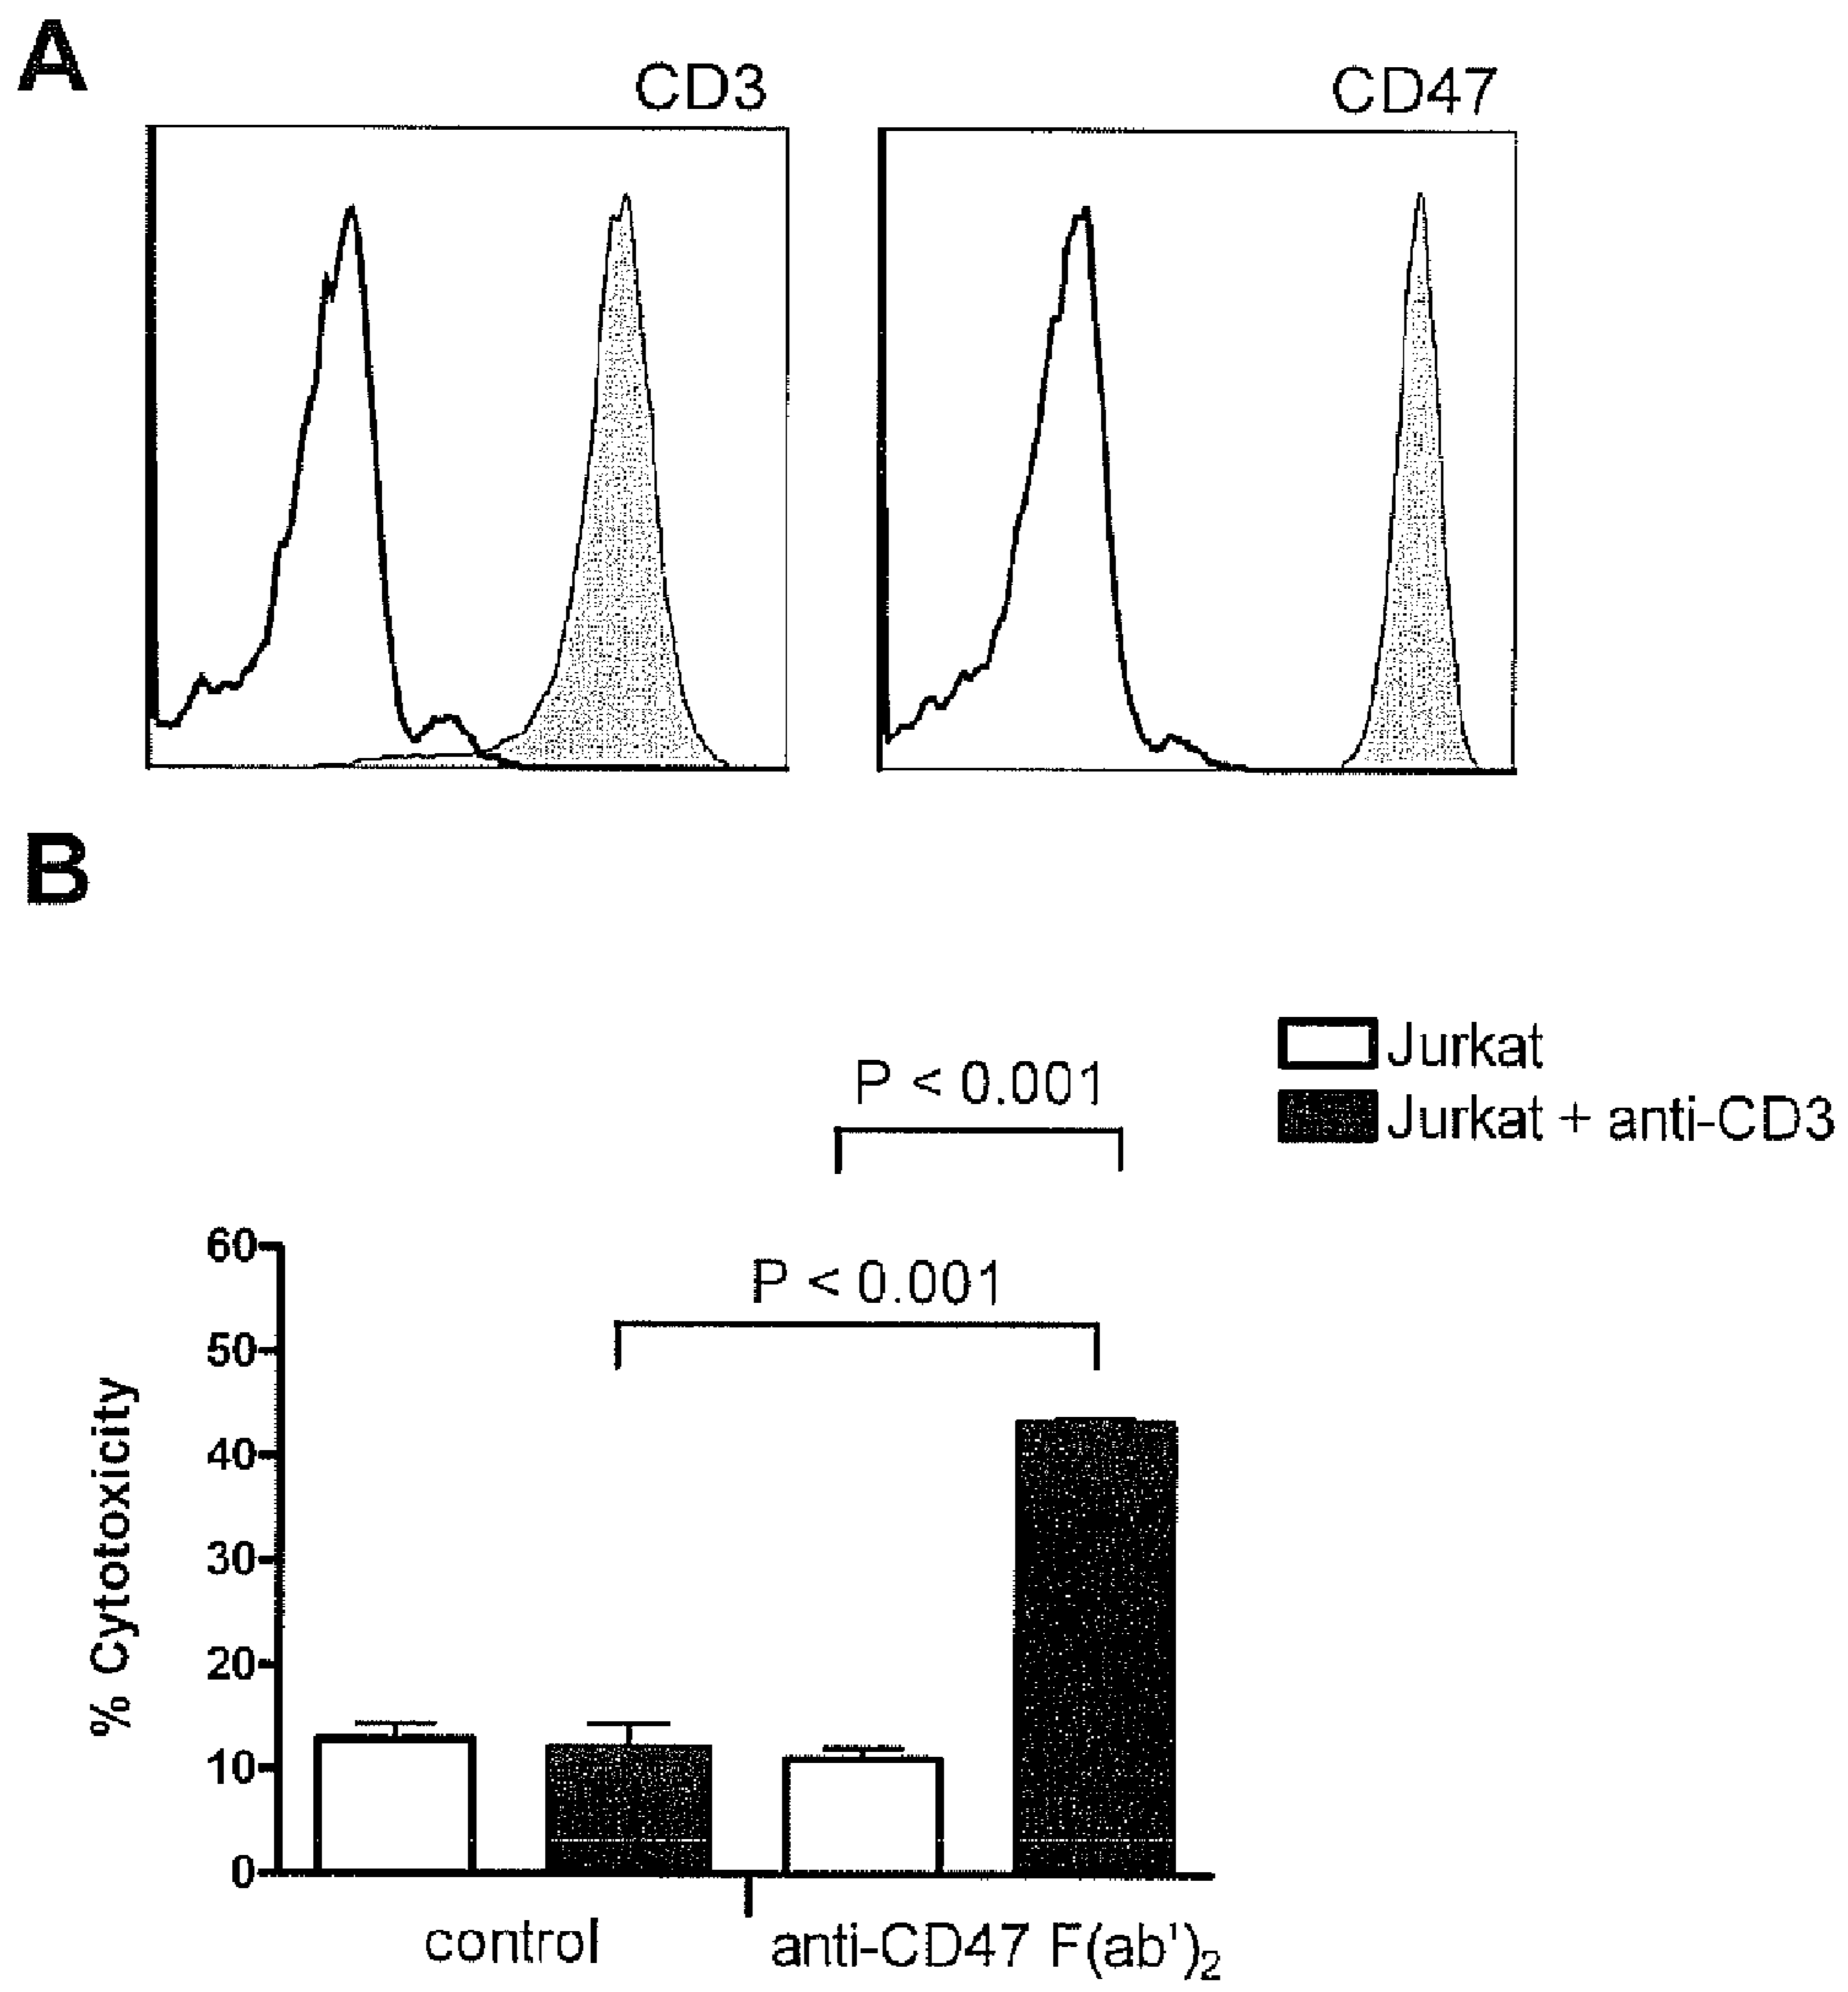 A
CD3
CD47
B
Jurkat
Jurkat + anti-CD3
P < 0.001
P < 0.001
% Cytotoxicity
60
50
40
30
20
10
0
control
anti-CD47 F(ab')₂